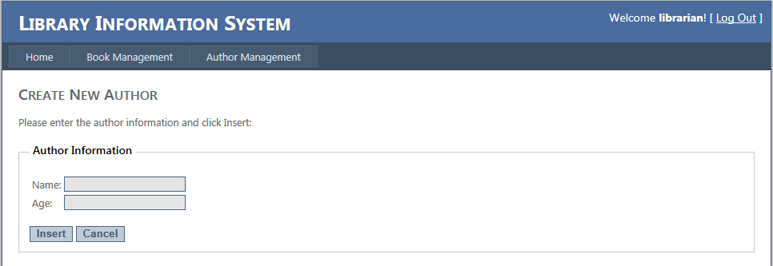 LIBRARY INFORMATION SYSTEM
Welcome librarian! [ Log Out ]
Home Book Management Author Management
CREATE NEW AUTHOR
Please enter the author information and click Insert:
Author Information
Name:
Age:
Insert Cancel